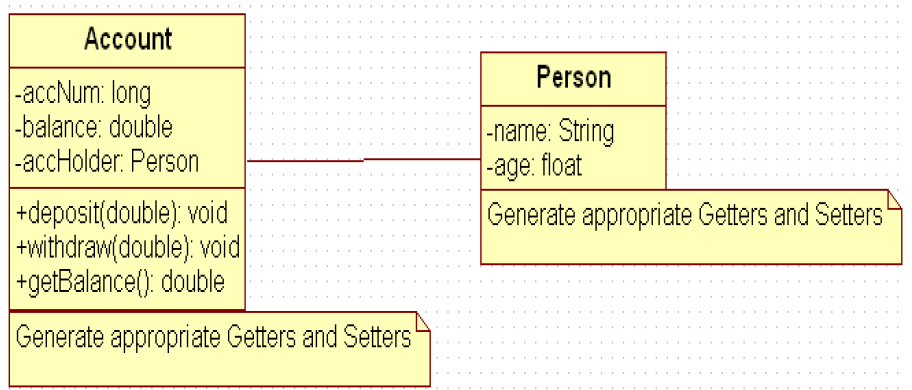 Account
-accNum: long
-balance: double
-accHolder: Person
+deposit(double): void
+withdraw(double): void
+getBalance(): double
Generate appropriate Getters and Setters
Person
-name: String
-age: float
Generate appropriate Getters and Setters